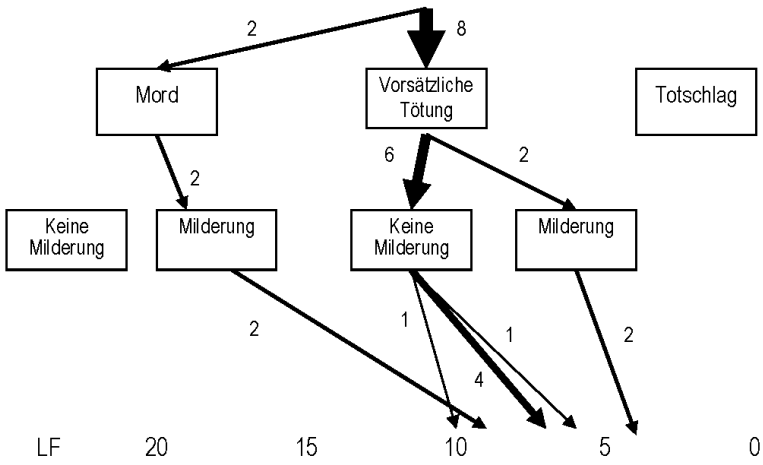 2
8
Mord
Vorsätzliche
Tötung
Totschlag
2
6
2
Keine
Milderung
Milderung
Keine
Milderung
Milderung
2
1
4
1
2
LF 20 15 10 5 0